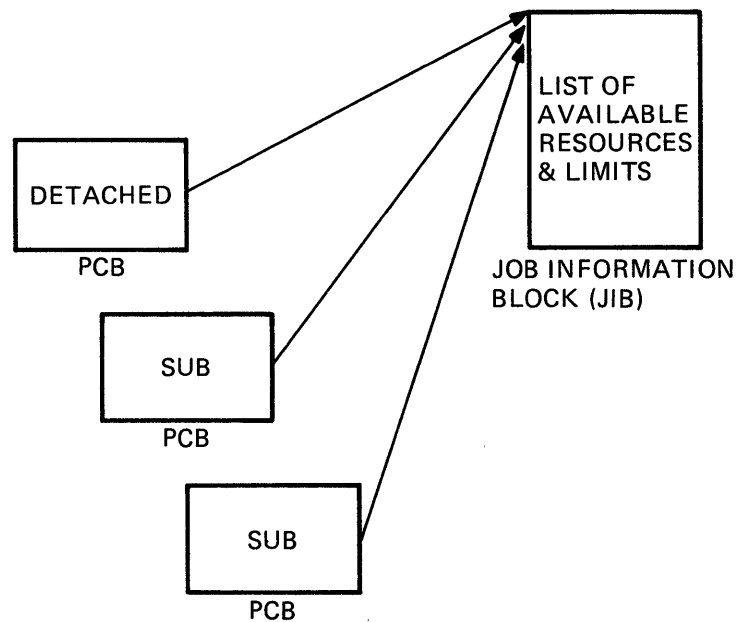 LIST OF
AVAILABLE
RESOURCES
& LIMITS
JOB INFORMATION
BLOCK (JIB)
DETACHED
PCB
SUB
PCB
SUB
PCB